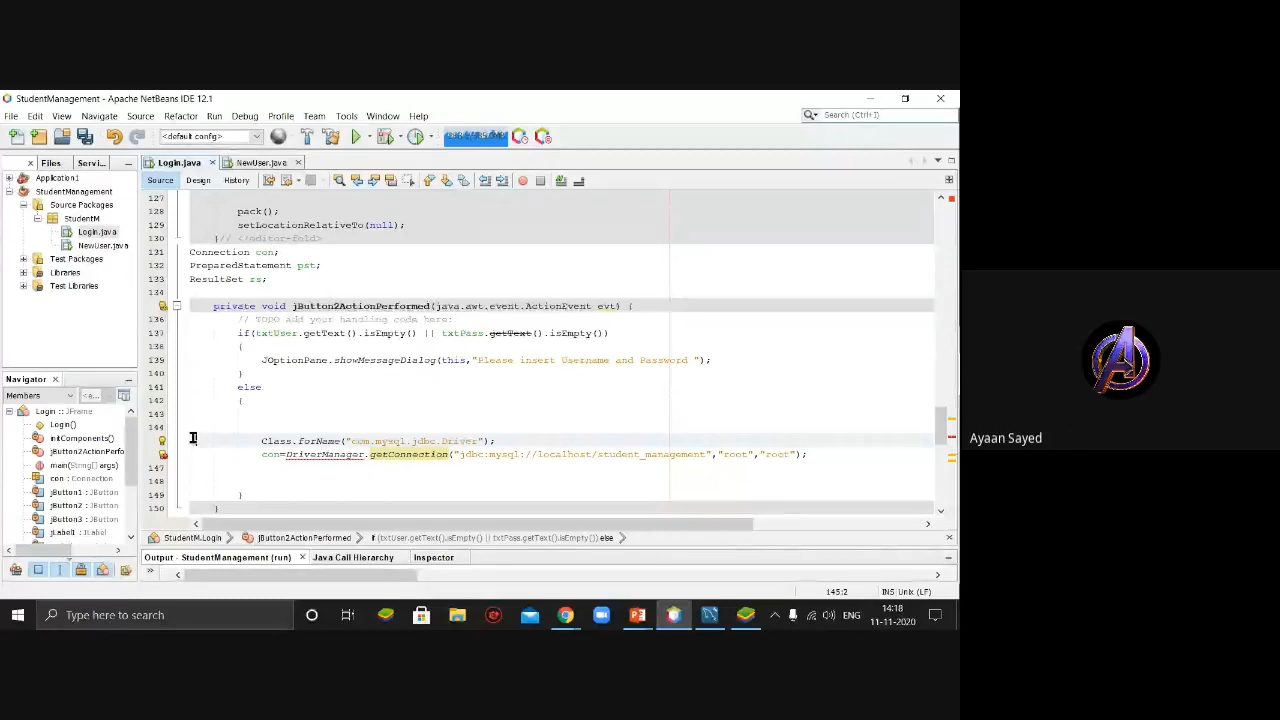 StudentManagement - Apache NetBeans IDE 12.1
File Edit View Navigate Source Refactor Run Debug Profile Team Tools Window Help
Search (Ctrl+I)
<default config>
Files Servi...
Login.java
NewUser.java
Source Design History
Application1
StudentManagement
Source Packages
StudentM
Login.java
NewUser.java
Test Packages
Libraries
Test Libraries
127
128 pack();
129 setLocationRelativeTo(null);
130 }// </editor-fold>
131 Connection con;
132 PreparedStatement pst;
133 ResultSet rs;
134
private void jButton2ActionPerformed(java.awt.event.ActionEvent evt) {
136 // TODO add your handling code here:
137 if(txtUser.getText().isEmpty() || txtPass.getText().isEmpty())
138 {
139 JOptionPane.showMessageDialog(this,"Please insert Username and Password ");
140 }
141 else
142 {
143
144
Class.forName("com.mysql.jdbc.Driver");
con=DriverManager.getConnection("jdbc:mysql://localhost/student_management","root","root");
147
148
149 }
150 }
Navigator
Members
<e...
Login :: JFrame
Login()
initComponents()
jButton2ActionPerfo
main(String[] args)
con : Connection
jButton1 : JButton
jButton2 : JButton
jButton3 : JButton
jLabel1 : JLabel
StudentM.Login
jButton2ActionPerformed
if (txtUser.getText().isEmpty() || txtPass.getText().isEmpty()) else
Output - StudentManagement (run)
Java Call Hierarchy
Inspector
145:2
INS Unix (LF)
Type here to search
ENG
14:18
11-11-2020
Ayaan Sayed